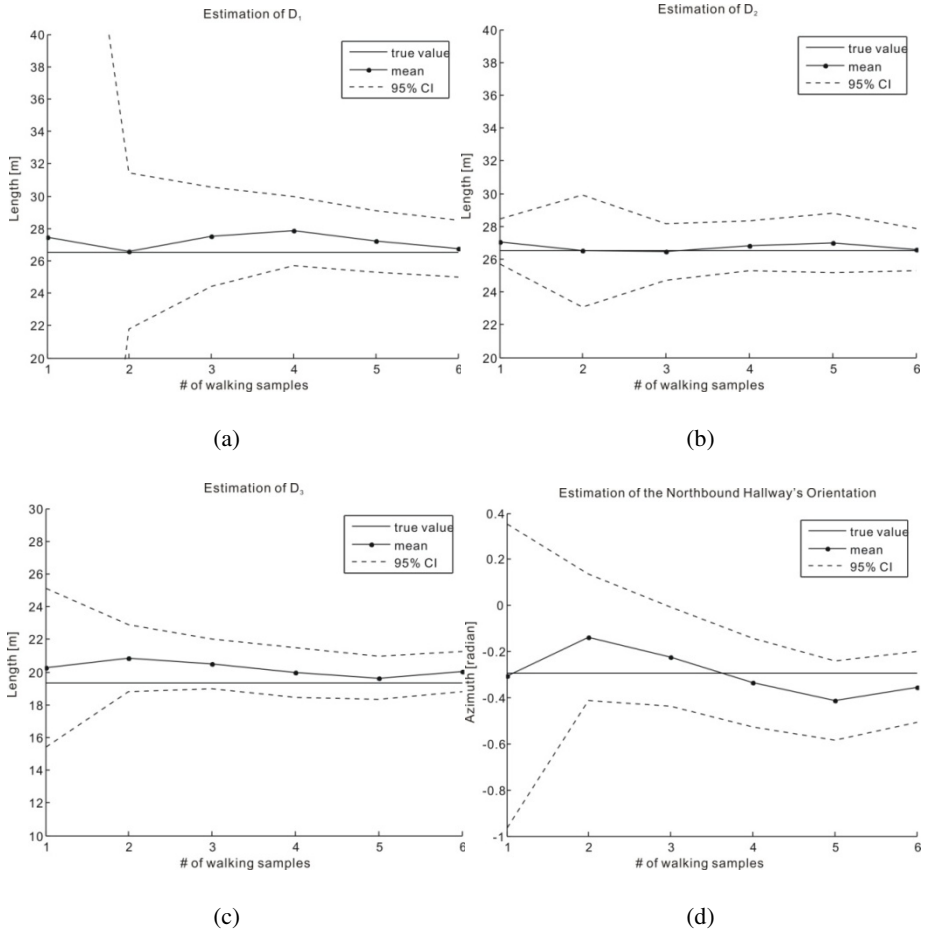 Estimation of D₁
40
38
36
34
32
30
28
26
24
22
20
Length [m]
true value
mean
95% CI
1 2 3 4 5 6
# of walking samples
(a)
Estimation of D₂
40
38
36
34
32
30
28
26
24
22
20
Length [m]
true value
mean
95% CI
1 2 3 4 5 6
# of walking samples
(b)
Estimation of D₃
30
28
26
24
22
20
18
16
14
12
10
Length [m]
true value
mean
95% CI
1 2 3 4 5 6
# of walking samples
(c)
Estimation of the Northbound Hallway's Orientation
0.4
0.2
0
-0.2
-0.4
-0.6
-0.8
-1
Azimuth [radian]
true value
mean
95% CI
1 2 3 4 5 6
# of walking samples
(d)